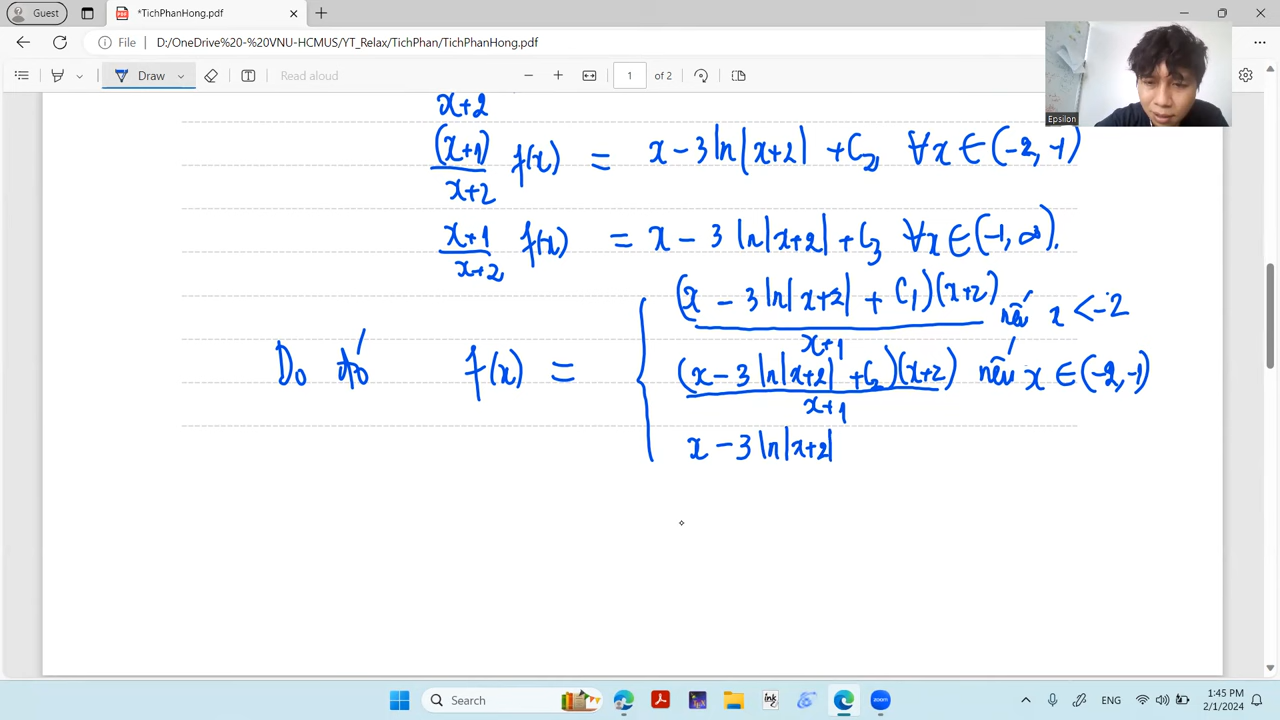 Guest
*TichPhanHong.pdf
File D:/OneDrive%20-%20VNU-HCMUS/YT_Relax/TichPhan/TichPhanHong.pdf
Draw Read aloud 1 of 2
Epsilon
x+2
(x+1)/(x+2) f(x) = x - 3 ln|x+2| + C₂ ∀x ∈ (-2, -1)
(x+1)/(x+2) f(x) = x - 3 ln|x+2| + C₃ ∀x ∈ (-1, ∞).
(x - 3 ln|x+2| + C₁)(x+2)/(x+1) nếu x < -2
Do đó f(x) = { (x - 3 ln|x+2| + C₂)(x+2)/(x+1) nếu x ∈ (-2, -1)
x - 3 ln|x+2|
Search
ENG
1:45 PM
2/1/2024